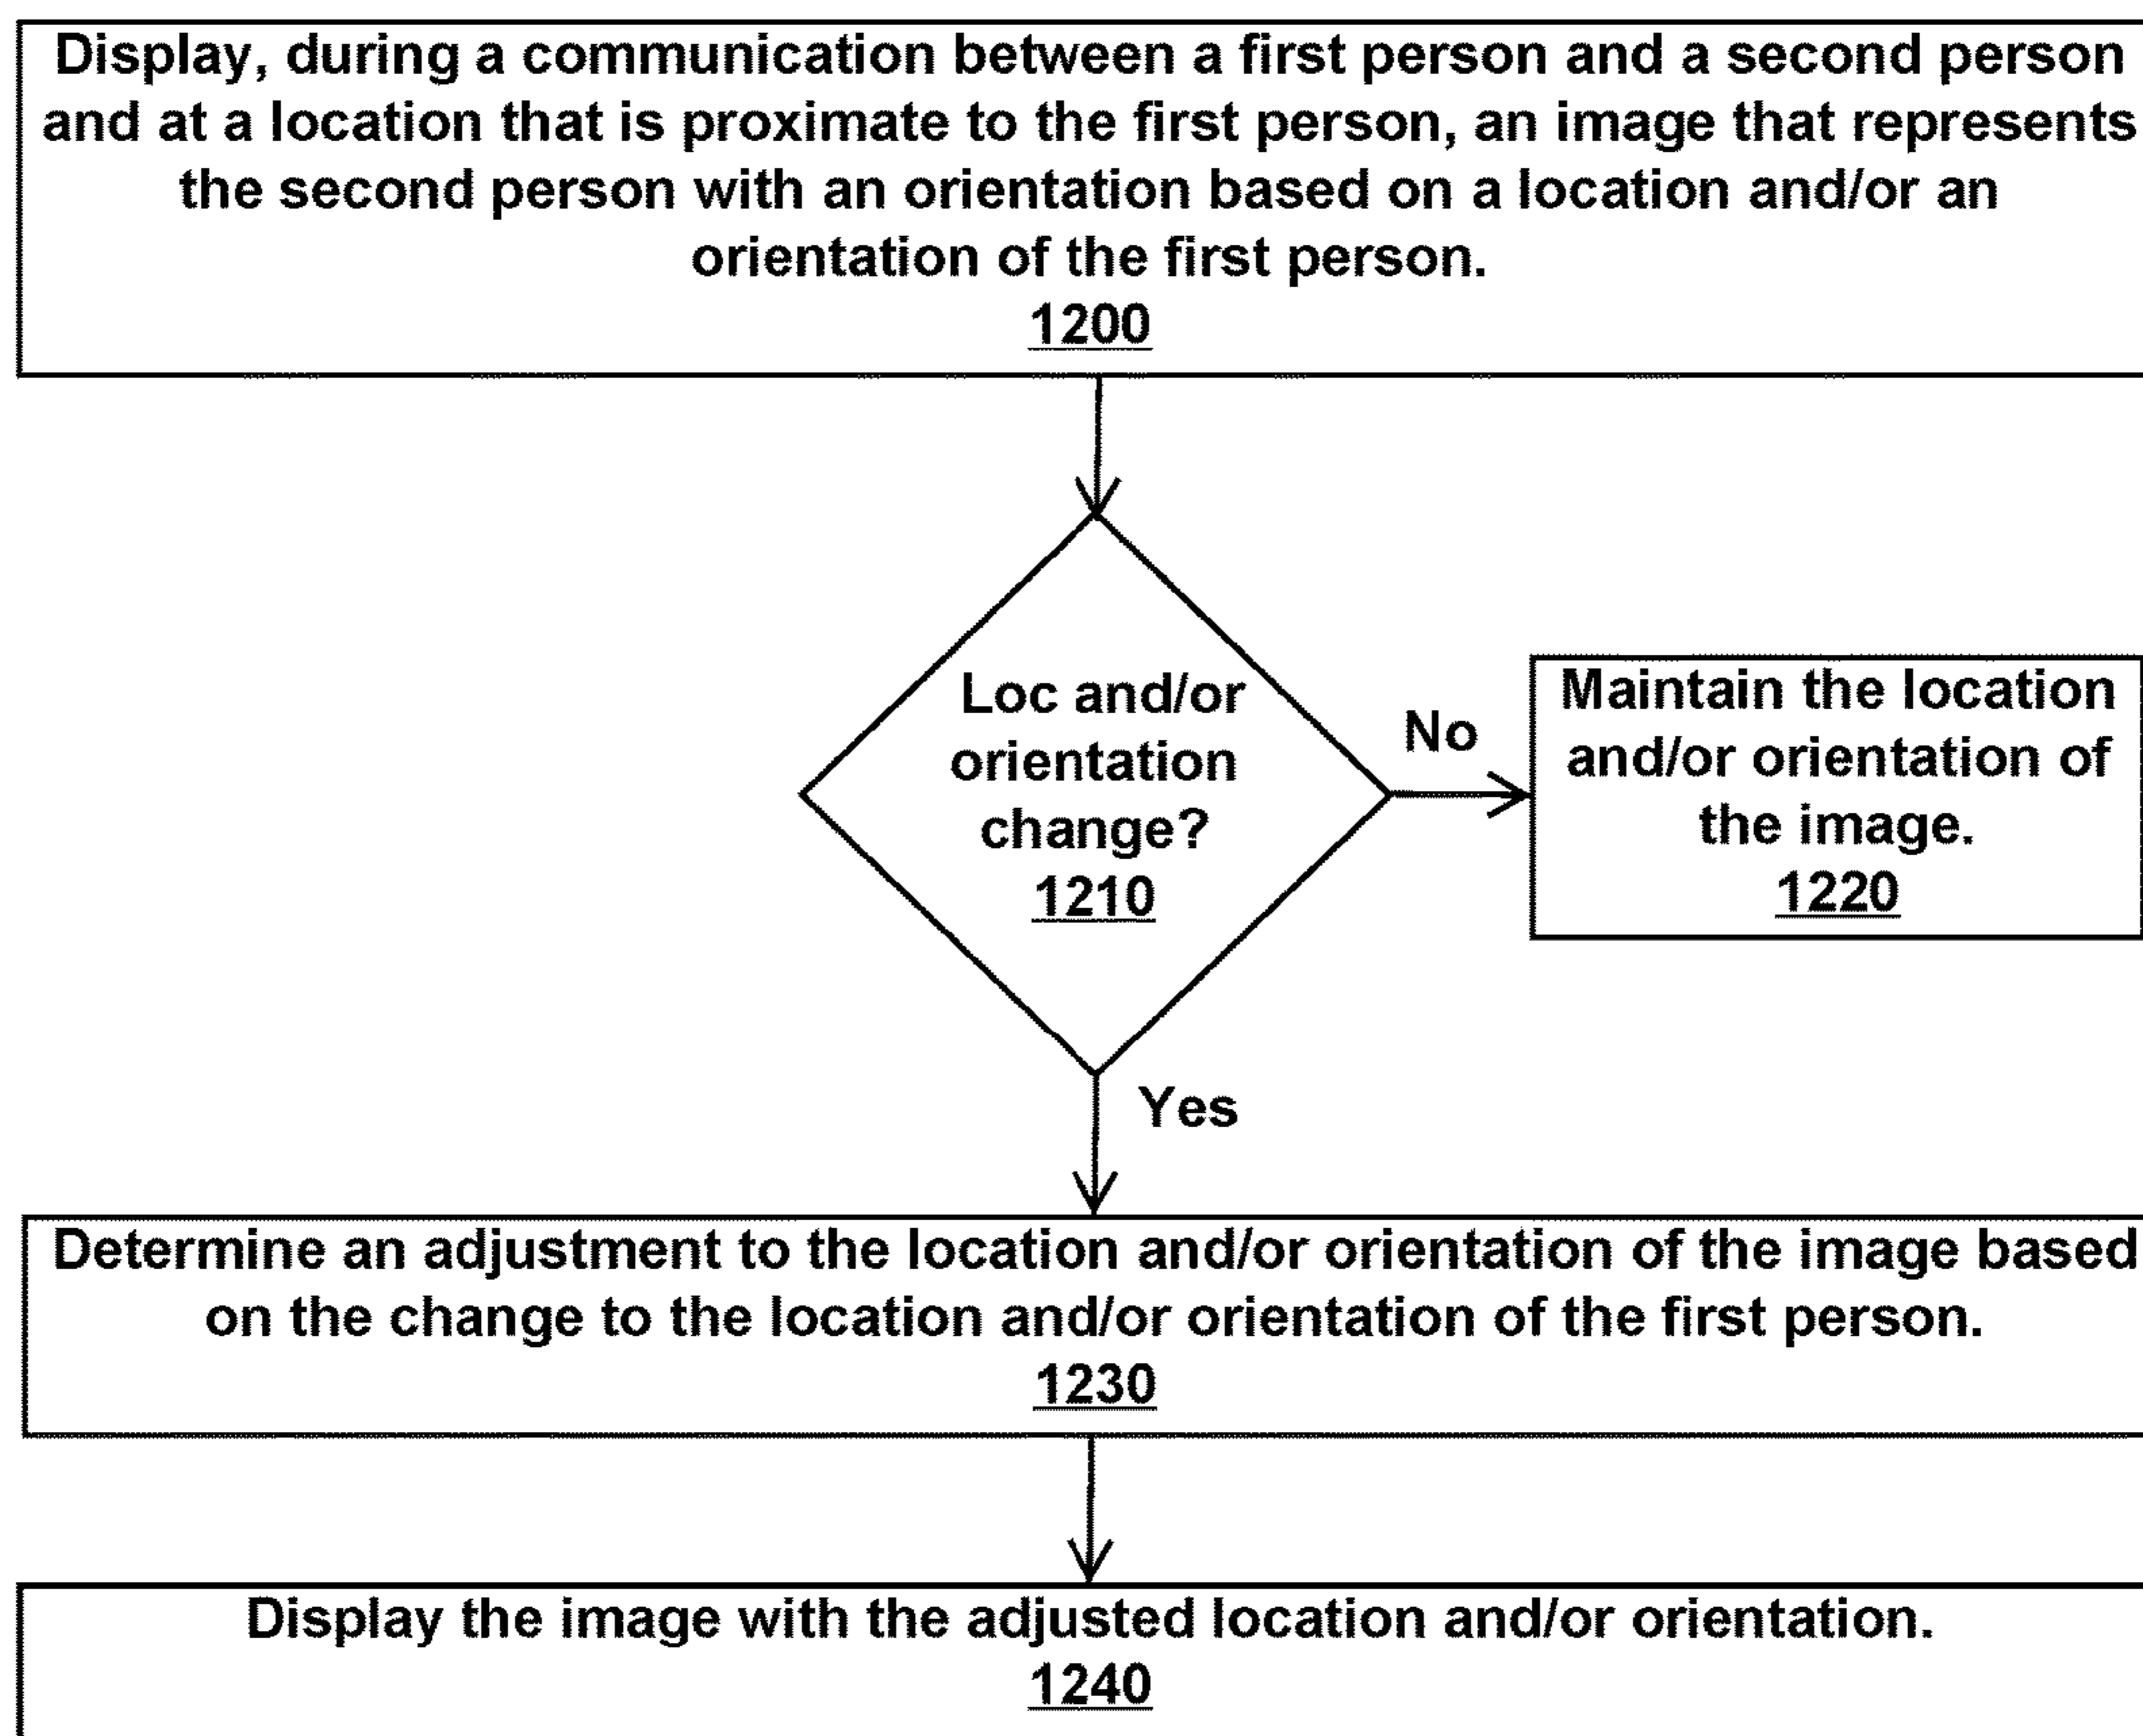 Display, during a communication between a first person and a second person
and at a location that is proximate to the first person, an image that represents
the second person with an orientation based on a location and/or an
orientation of the first person.
1200
Loc and/or
orientation
change?
1210
No
Maintain the location
and/or orientation of
the image.
1220
Yes
Determine an adjustment to the location and/or orientation of the image based
on the change to the location and/or orientation of the first person.
1230
Display the image with the adjusted location and/or orientation.
1240